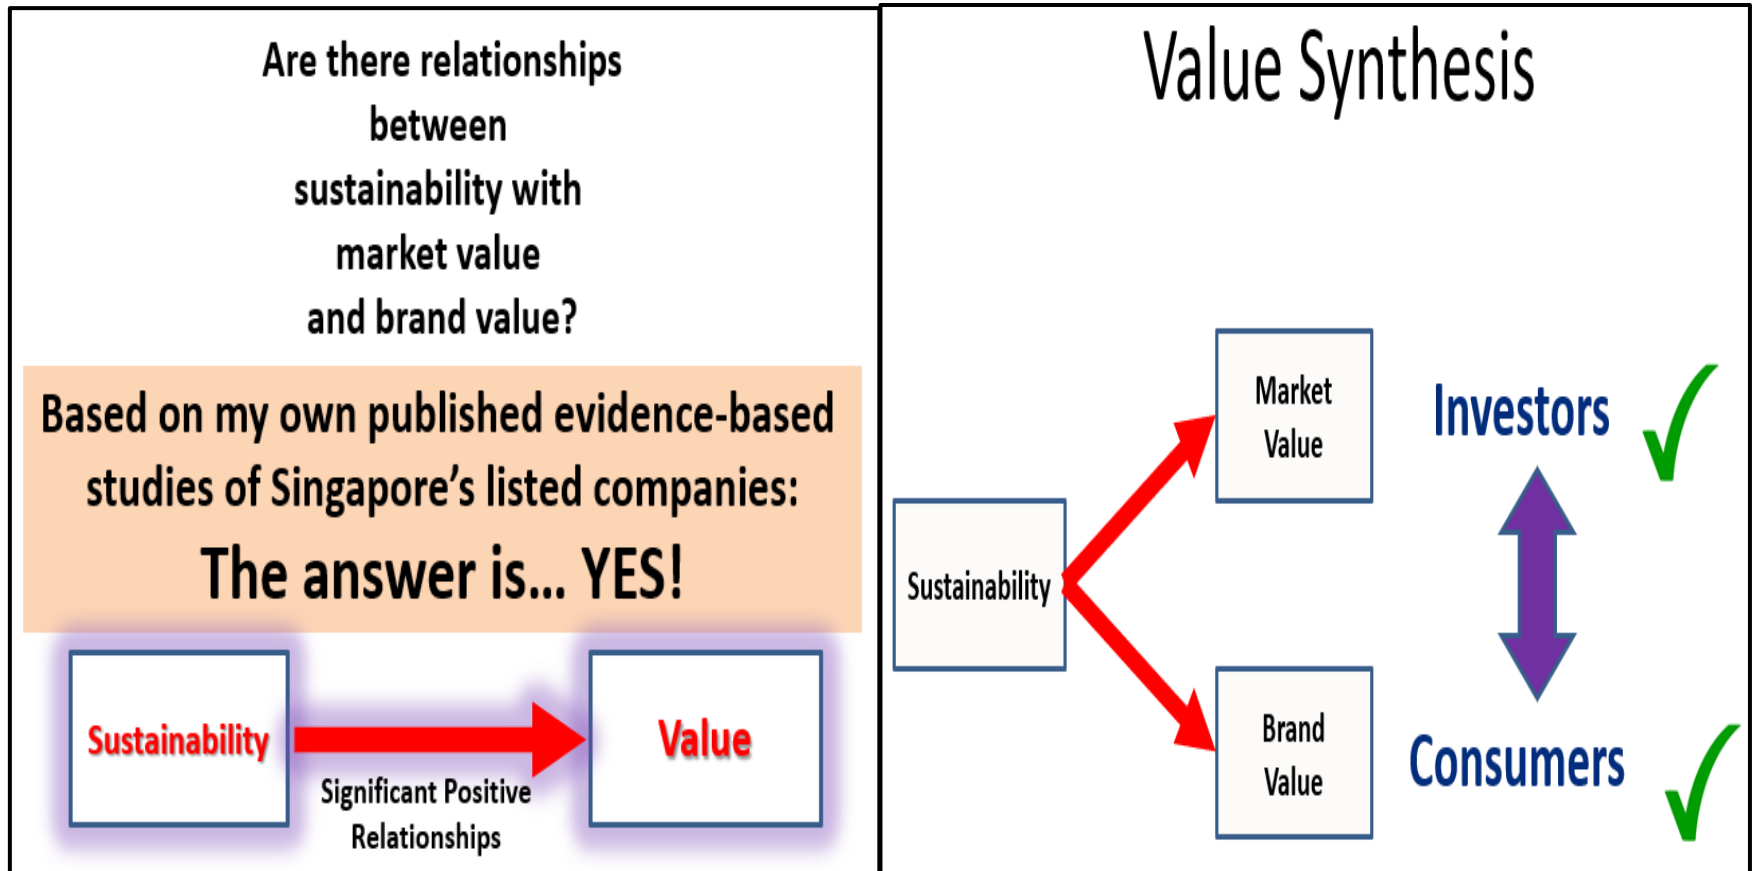 Are there relationships
between
sustainability with
market value
and brand value?
Based on my own published evidence-based
studies of Singapore's listed companies:
The answer is... YES!
Sustainability
Significant Positive
Relationships
Value
Value Synthesis
Sustainability
Market
Value
Investors
Brand
Value
Consumers